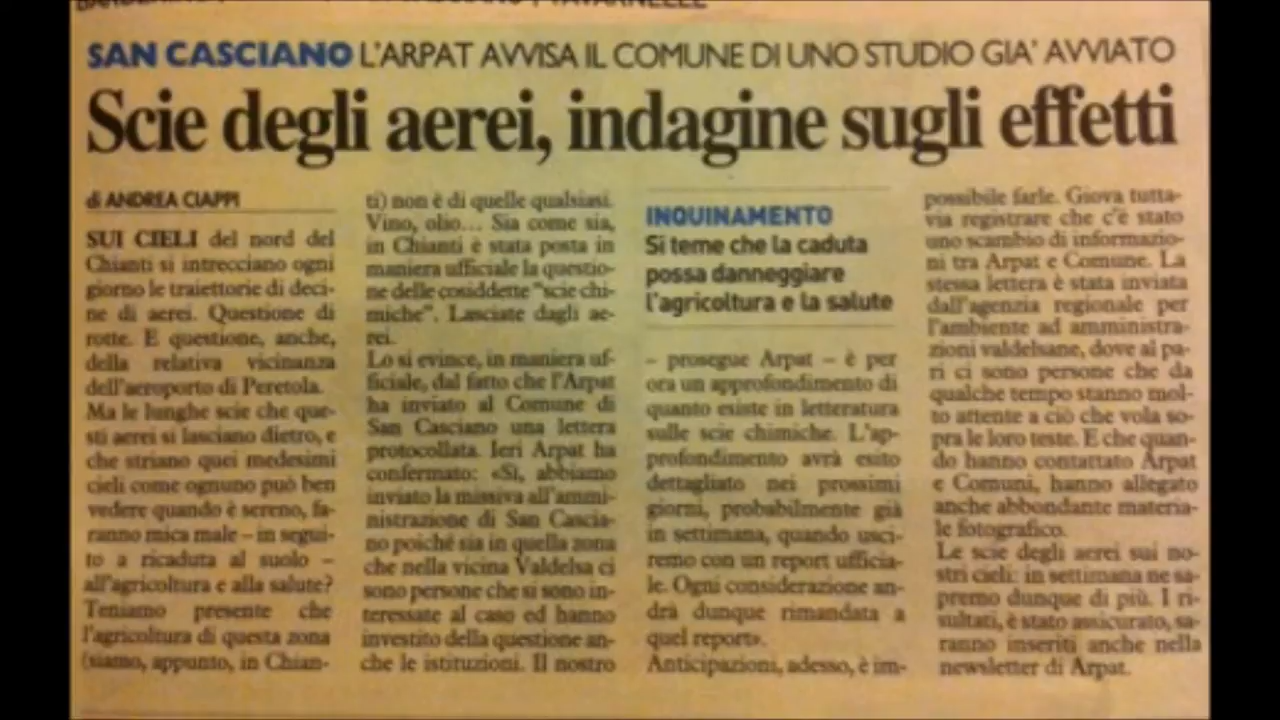 SAN CASCIANO L'ARPAT AVVISA IL COMUNE DI UNO STUDIO GIA' AVVIATO
Scie degli aerei, indagine sugli effetti
di ANDREA CIAPPI
SUI CIELI del nord del
Chianti si intrecciano ogni
giorno le traiettorie di deci-
ne di aerei. Questione di
rotte. E questione, anche,
della relativa vicinanza
dell'aeroporto di Peretola.
Ma le lunghe scie che que-
sti aerei si lasciano dietro, e
che striano quei medesimi
cieli come ognuno può ben
vedere quando è sereno, fa-
ranno mica male – in segui-
to a ricaduta al suolo –
all'agricoltura e alla salute?
Teniamo presente che
l'agricoltura di questa zona
(siamo, appunto, in Chian-
ti) non è di quelle qualsiasi.
Vino, olio... Sia come sia,
in Chianti è stata posta in
maniera ufficiale la questio-
ne delle cosiddette "scie chi-
miche". Lasciate dagli ae-
rei.
Lo si evince, in maniera uf-
ficiale, dal fatto che l'Arpat
ha inviato al Comune di
San Casciano una lettera
protocollata. Ieri Arpat ha
confermato: «Sì, abbiamo
inviato la missiva all'ammi-
nistrazione di San Cascia-
no poiché sia in quella zona
che nella vicina Valdelsa ci
sono persone che si sono in-
teressate al caso ed hanno
investito della questione an-
che le istituzioni. Il nostro
INQUINAMENTO
Si teme che la caduta
possa danneggiare
l'agricoltura e la salute
– prosegue Arpat – è per
ora un approfondimento di
quanto esiste in letteratura
sulle scie chimiche. L'ap-
profondimento avrà esito
dettagliato nei prossimi
giorni, probabilmente già
in settimana, quando usci-
remo con un report ufficia-
le. Ogni considerazione an-
drà dunque rimandata a
quel report».
Anticipazioni, adesso, è im-
possibile farle. Giova tutta-
via registrare che c'è stato
uno scambio di informazio-
ni tra Arpat e Comune. La
stessa lettera è stata inviata
dall'agenzia regionale per
l'ambiente ad amministra-
zioni valdelsane, dove al pa-
ri ci sono persone che da
qualche tempo stanno mol-
to attente a ciò che vola so-
pra le loro teste. E che quan-
do hanno contattato Arpat
e Comuni, hanno allegato
anche abbondante materia-
le fotografico.
Le scie degli aerei sui no-
stri cieli: in settimana ne sa-
premo dunque di più. I ri-
sultati, è stato assicurato, sa-
ranno inseriti anche nella
newsletter di Arpat.